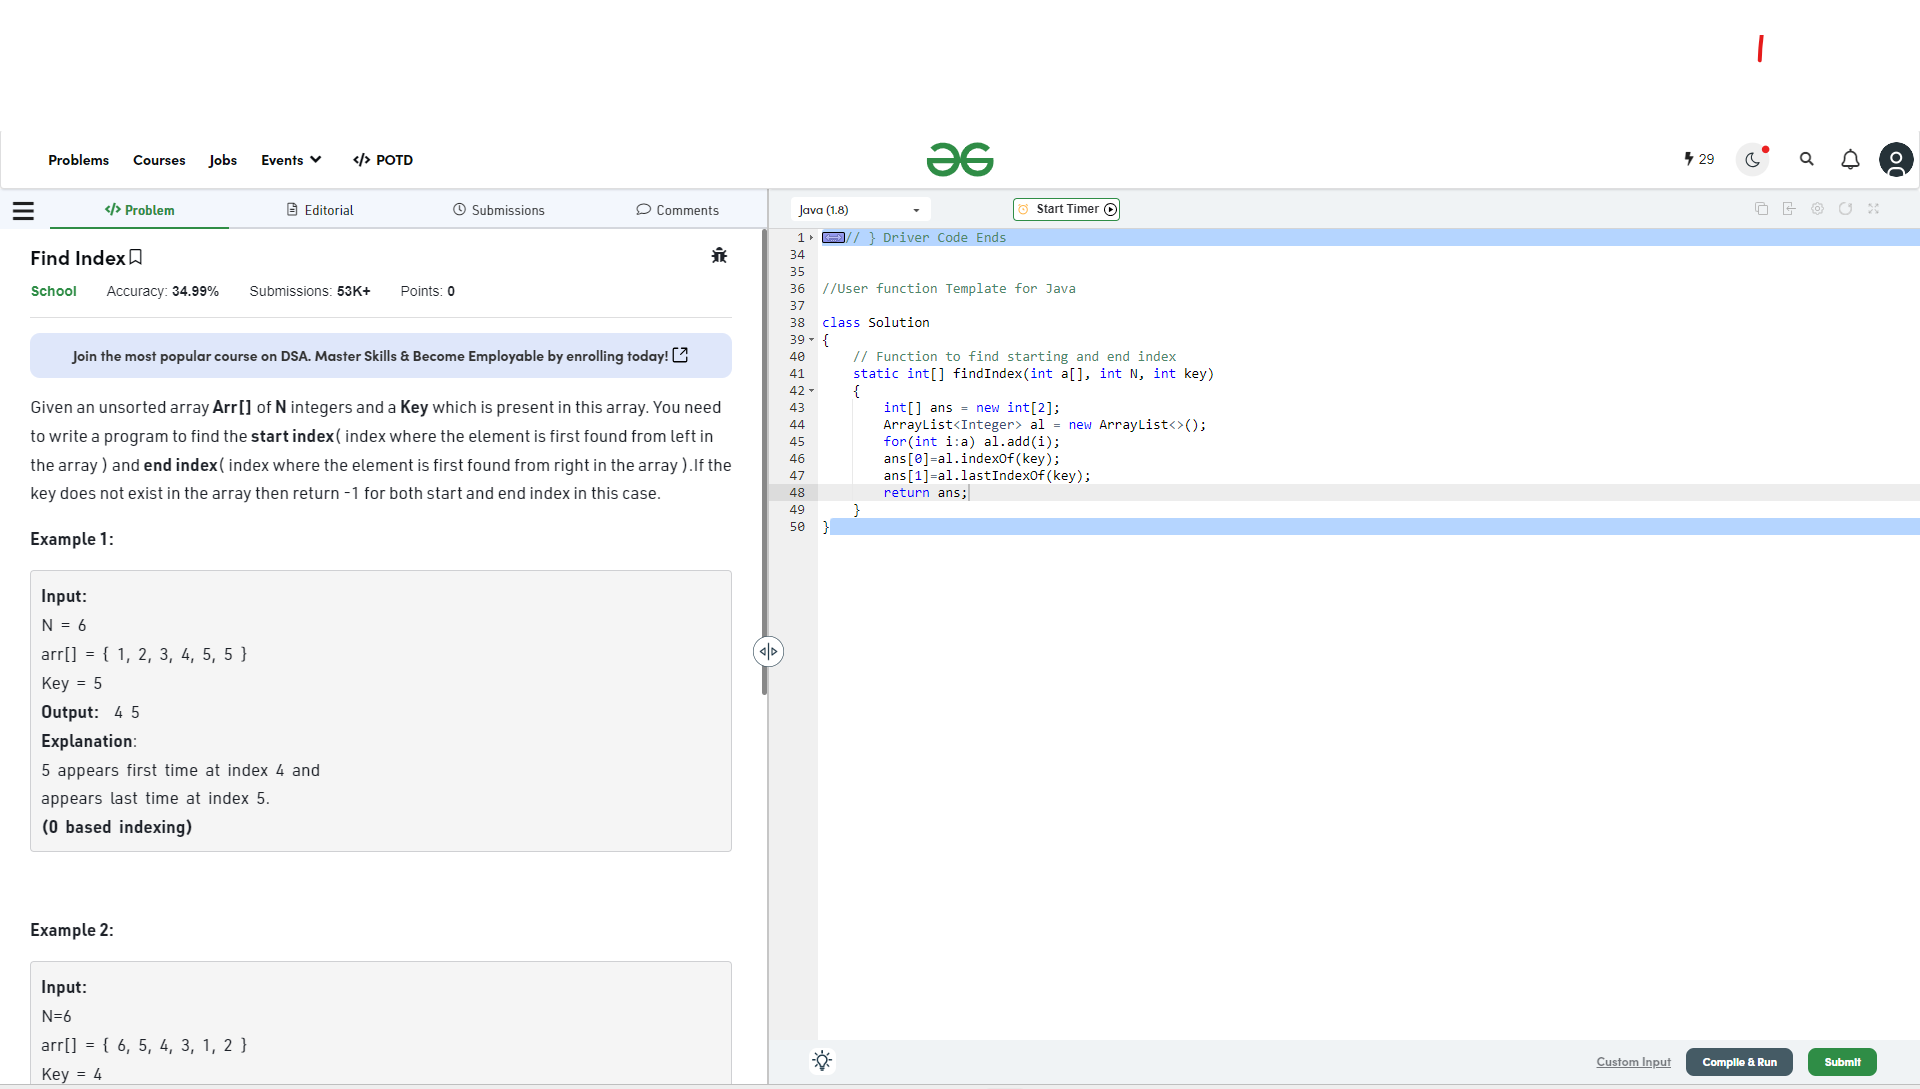 Problems Courses Jobs Events </> POTD 29
</> Problem Editorial Submissions Comments
Java (1.8) Start Timer
Find Index
School Accuracy: 34.99% Submissions: 53K+ Points: 0
Join the most popular course on DSA. Master Skills & Become Employable by enrolling today!
Given an unsorted array Arr[] of N integers and a Key which is present in this array. You need
to write a program to find the start index( index where the element is first found from left in
the array ) and end index( index where the element is first found from right in the array ).If the
key does not exist in the array then return -1 for both start and end index in this case.
Example 1:
Input:
N = 6
arr[] = { 1, 2, 3, 4, 5, 5 }
Key = 5
Output: 4 5
Explanation:
5 appears first time at index 4 and
appears last time at index 5.
(0 based indexing)
Example 2:
Input:
N=6
arr[] = { 6, 5, 4, 3, 1, 2 }
Key = 4
1 // } Driver Code Ends
34
35
36 //User function Template for Java
37
38 class Solution
39 {
40 // Function to find starting and end index
41 static int[] findIndex(int a[], int N, int key)
42 {
43 int[] ans = new int[2];
44 ArrayList<Integer> al = new ArrayList<>();
45 for(int i:a) al.add(i);
46 ans[0]=al.indexOf(key);
47 ans[1]=al.lastIndexOf(key);
48 return ans;
49 }
50 }
Custom Input Compile & Run Submit